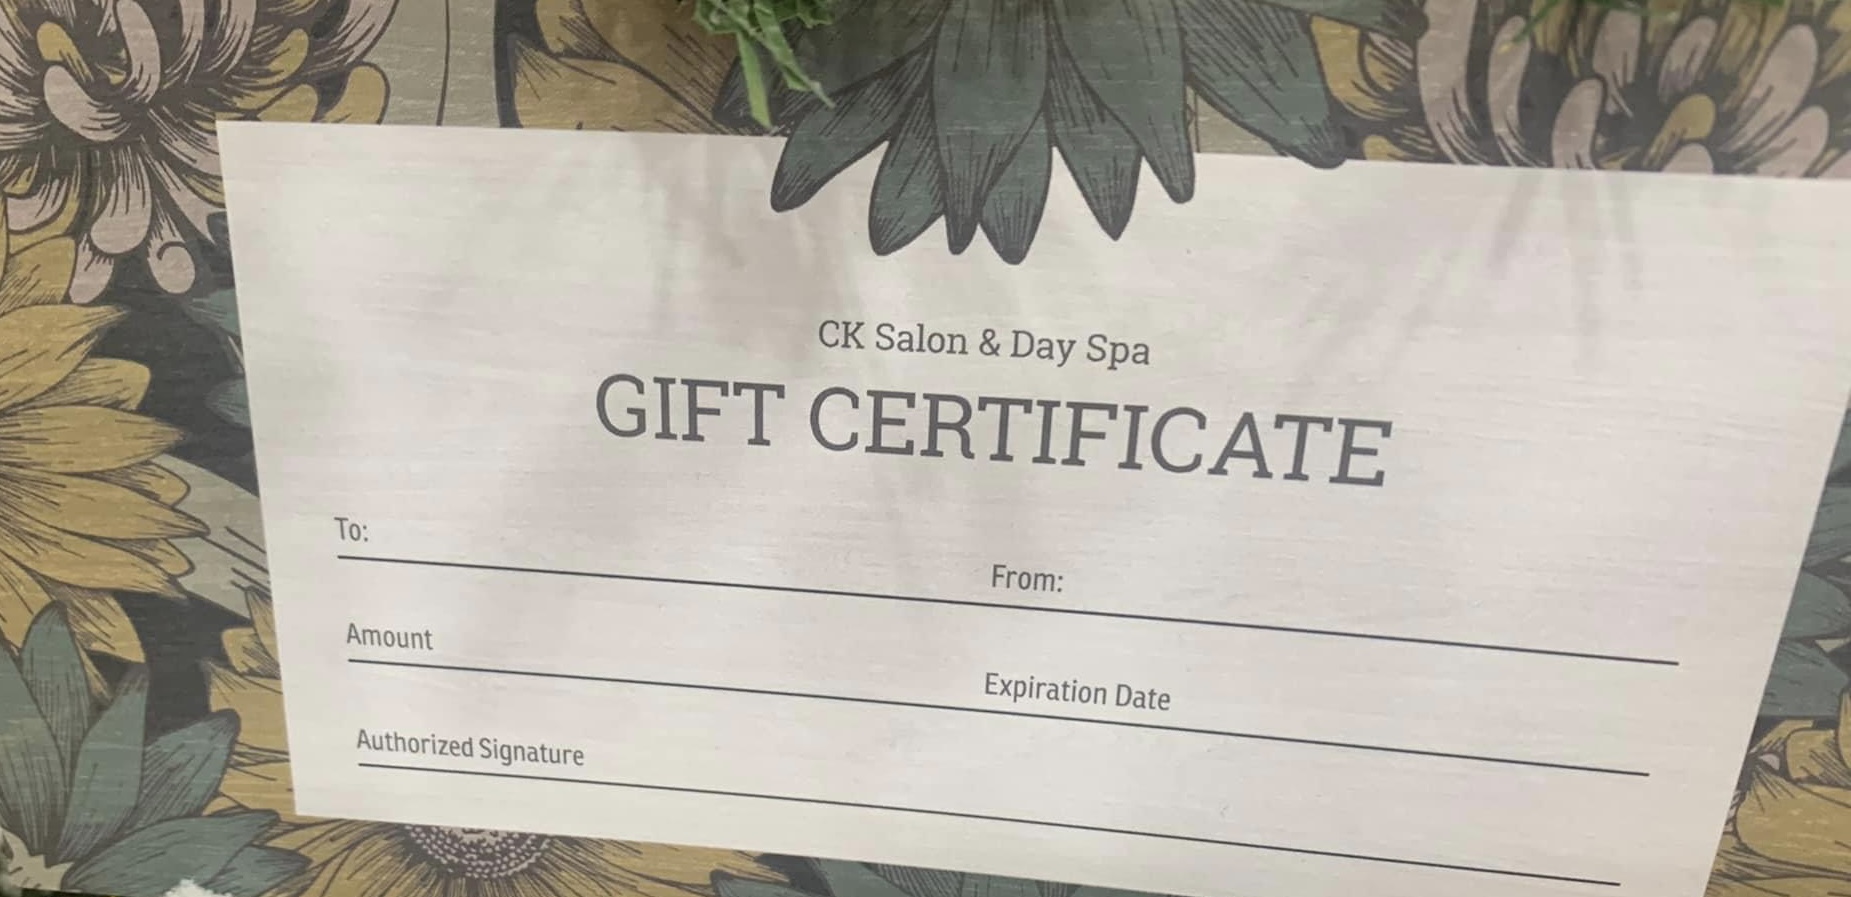 CK Salon & Day Spa
GIFT CERTIFICATE
To:
From:
Amount
Expiration Date
Authorized Signature